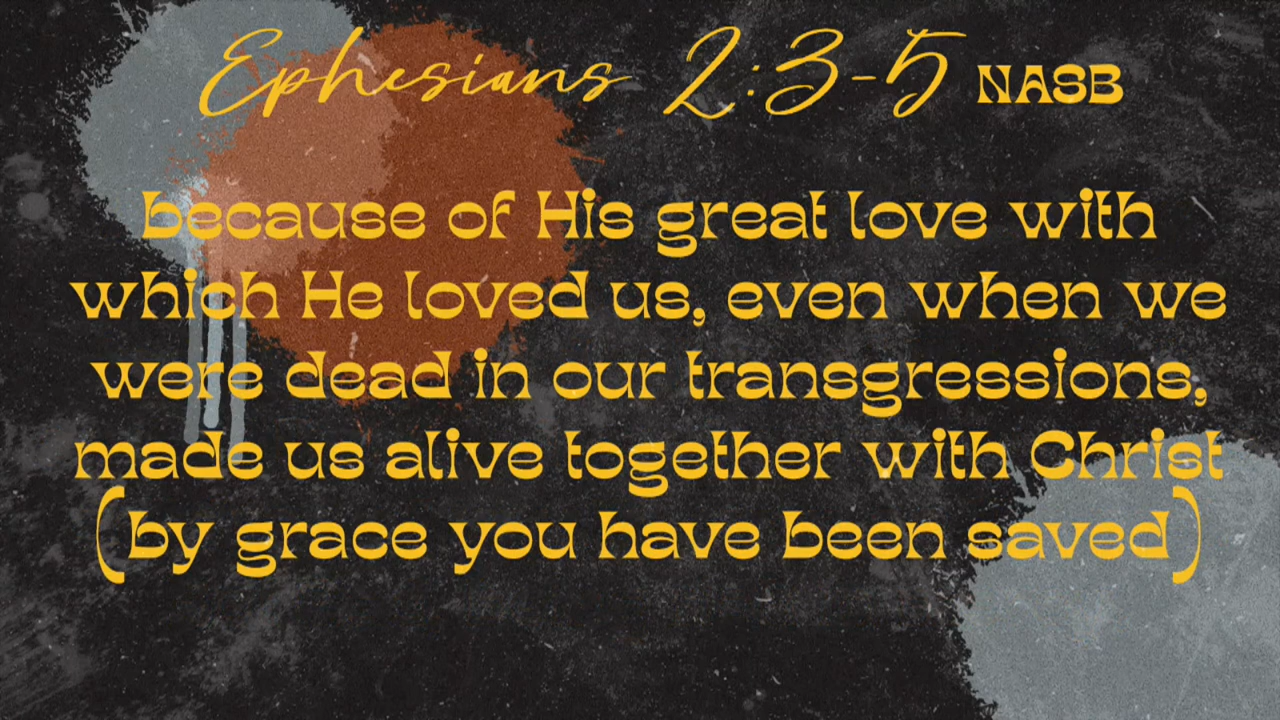 Ephesians 2:3-5 NASB
because of His great love with
which He loved us, even when we
were dead in our transgressions,
made us alive together with Christ
(by grace you have been saved)